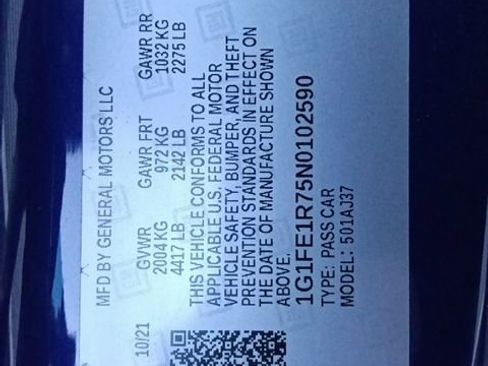 MFD BY GENERAL MOTORS LLC
10/21 GVWR GAWR FRT GAWR RR
2004 KG 972 KG 1032 KG
4417 LB 2142 LB 2275 LB
THIS VEHICLE CONFORMS TO ALL
APPLICABLE U.S. FEDERAL MOTOR
VEHICLE SAFETY, BUMPER, AND THEFT
PREVENTION STANDARDS IN EFFECT ON
THE DATE OF MANUFACTURE SHOWN
ABOVE.
1G1FE1R75N0102590
TYPE: PASS CAR
MODEL: 501AJ37